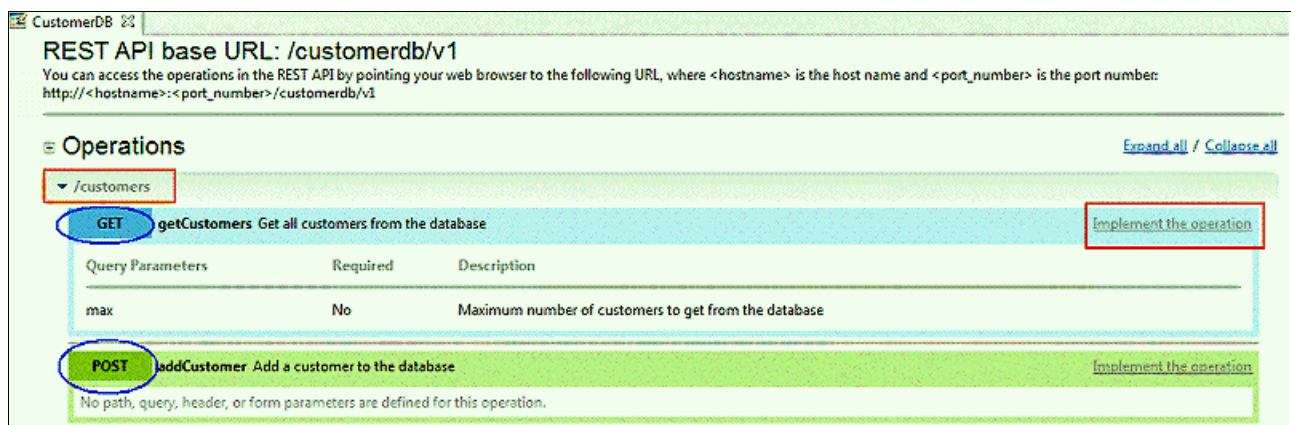 CustomerDB
REST API base URL: /customerdb/v1
You can access the operations in the REST API by pointing your web browser to the following URL, where <hostname> is the host name and <port_number> is the port number:
http://<hostname>:<port_number>/customerdb/v1
Operations
Expand all / Collapse all
/customers
GET getCustomers Get all customers from the database Implement the operation
Query Parameters Required Description
max No Maximum number of customers to get from the database
POST addCustomer Add a customer to the database Implement the operation
No path, query, header, or form parameters are defined for this operation.